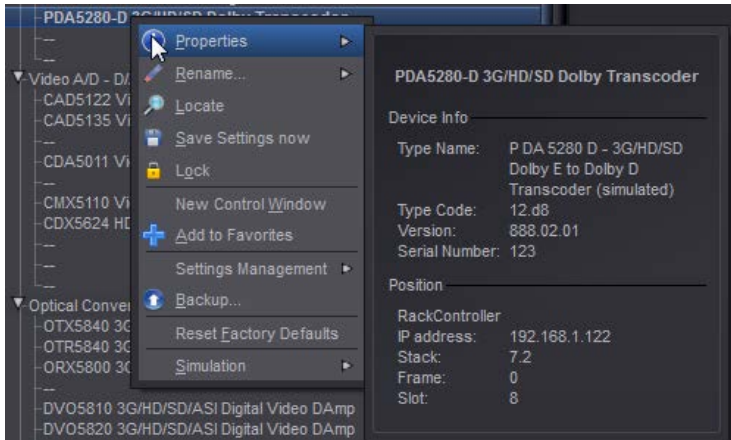 PDA5280-D 3G/HD/SD Dolby Transcoder
--
--
Video A/D - D/
CAD5122 Vi
CAD5135 Vi
--
CDA5011 Vi
--
CMX5110 Vi
CDX5624 HD
--
--
Optical Conver
OTX5840 3G
OTR5840 3G
ORX5800 3G
--
DVO5810 3G/HD/SD/ASI Digital Video DAmp
DVO5820 3G/HD/SD/ASI Digital Video DAmp
Properties
Rename...
Locate
Save Settings now
Lock
New Control Window
Add to Favorites
Settings Management
Backup...
Reset Factory Defaults
Simulation
PDA5280-D 3G/HD/SD Dolby Transcoder
Device Info
Type Name: P DA 5280 D - 3G/HD/SD
Dolby E to Dolby D
Transcoder (simulated)
Type Code: 12.d8
Version: 888.02.01
Serial Number: 123
Position
RackController
IP address: 192.168.1.122
Stack: 7.2
Frame: 0
Slot: 8